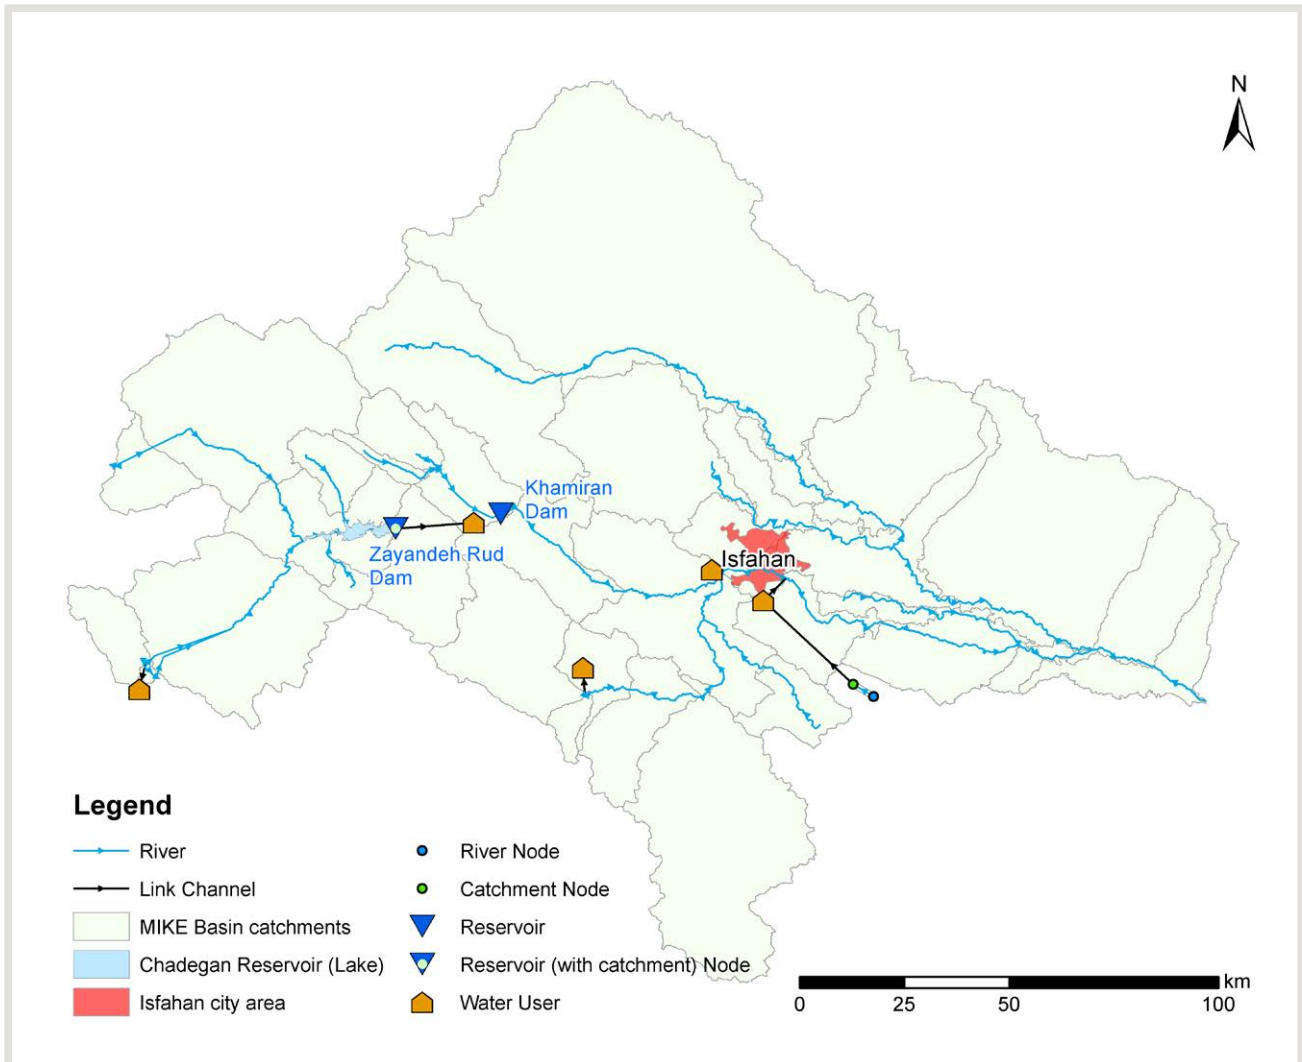 N
Khamiran
Dam
Zayandeh Rud
Dam
Isfahan
Legend
River
Link Channel
MIKE Basin catchments
Chadegan Reservoir (Lake)
Isfahan city area
River Node
Catchment Node
Reservoir
Reservoir (with catchment) Node
Water User
km
0 25 50 100